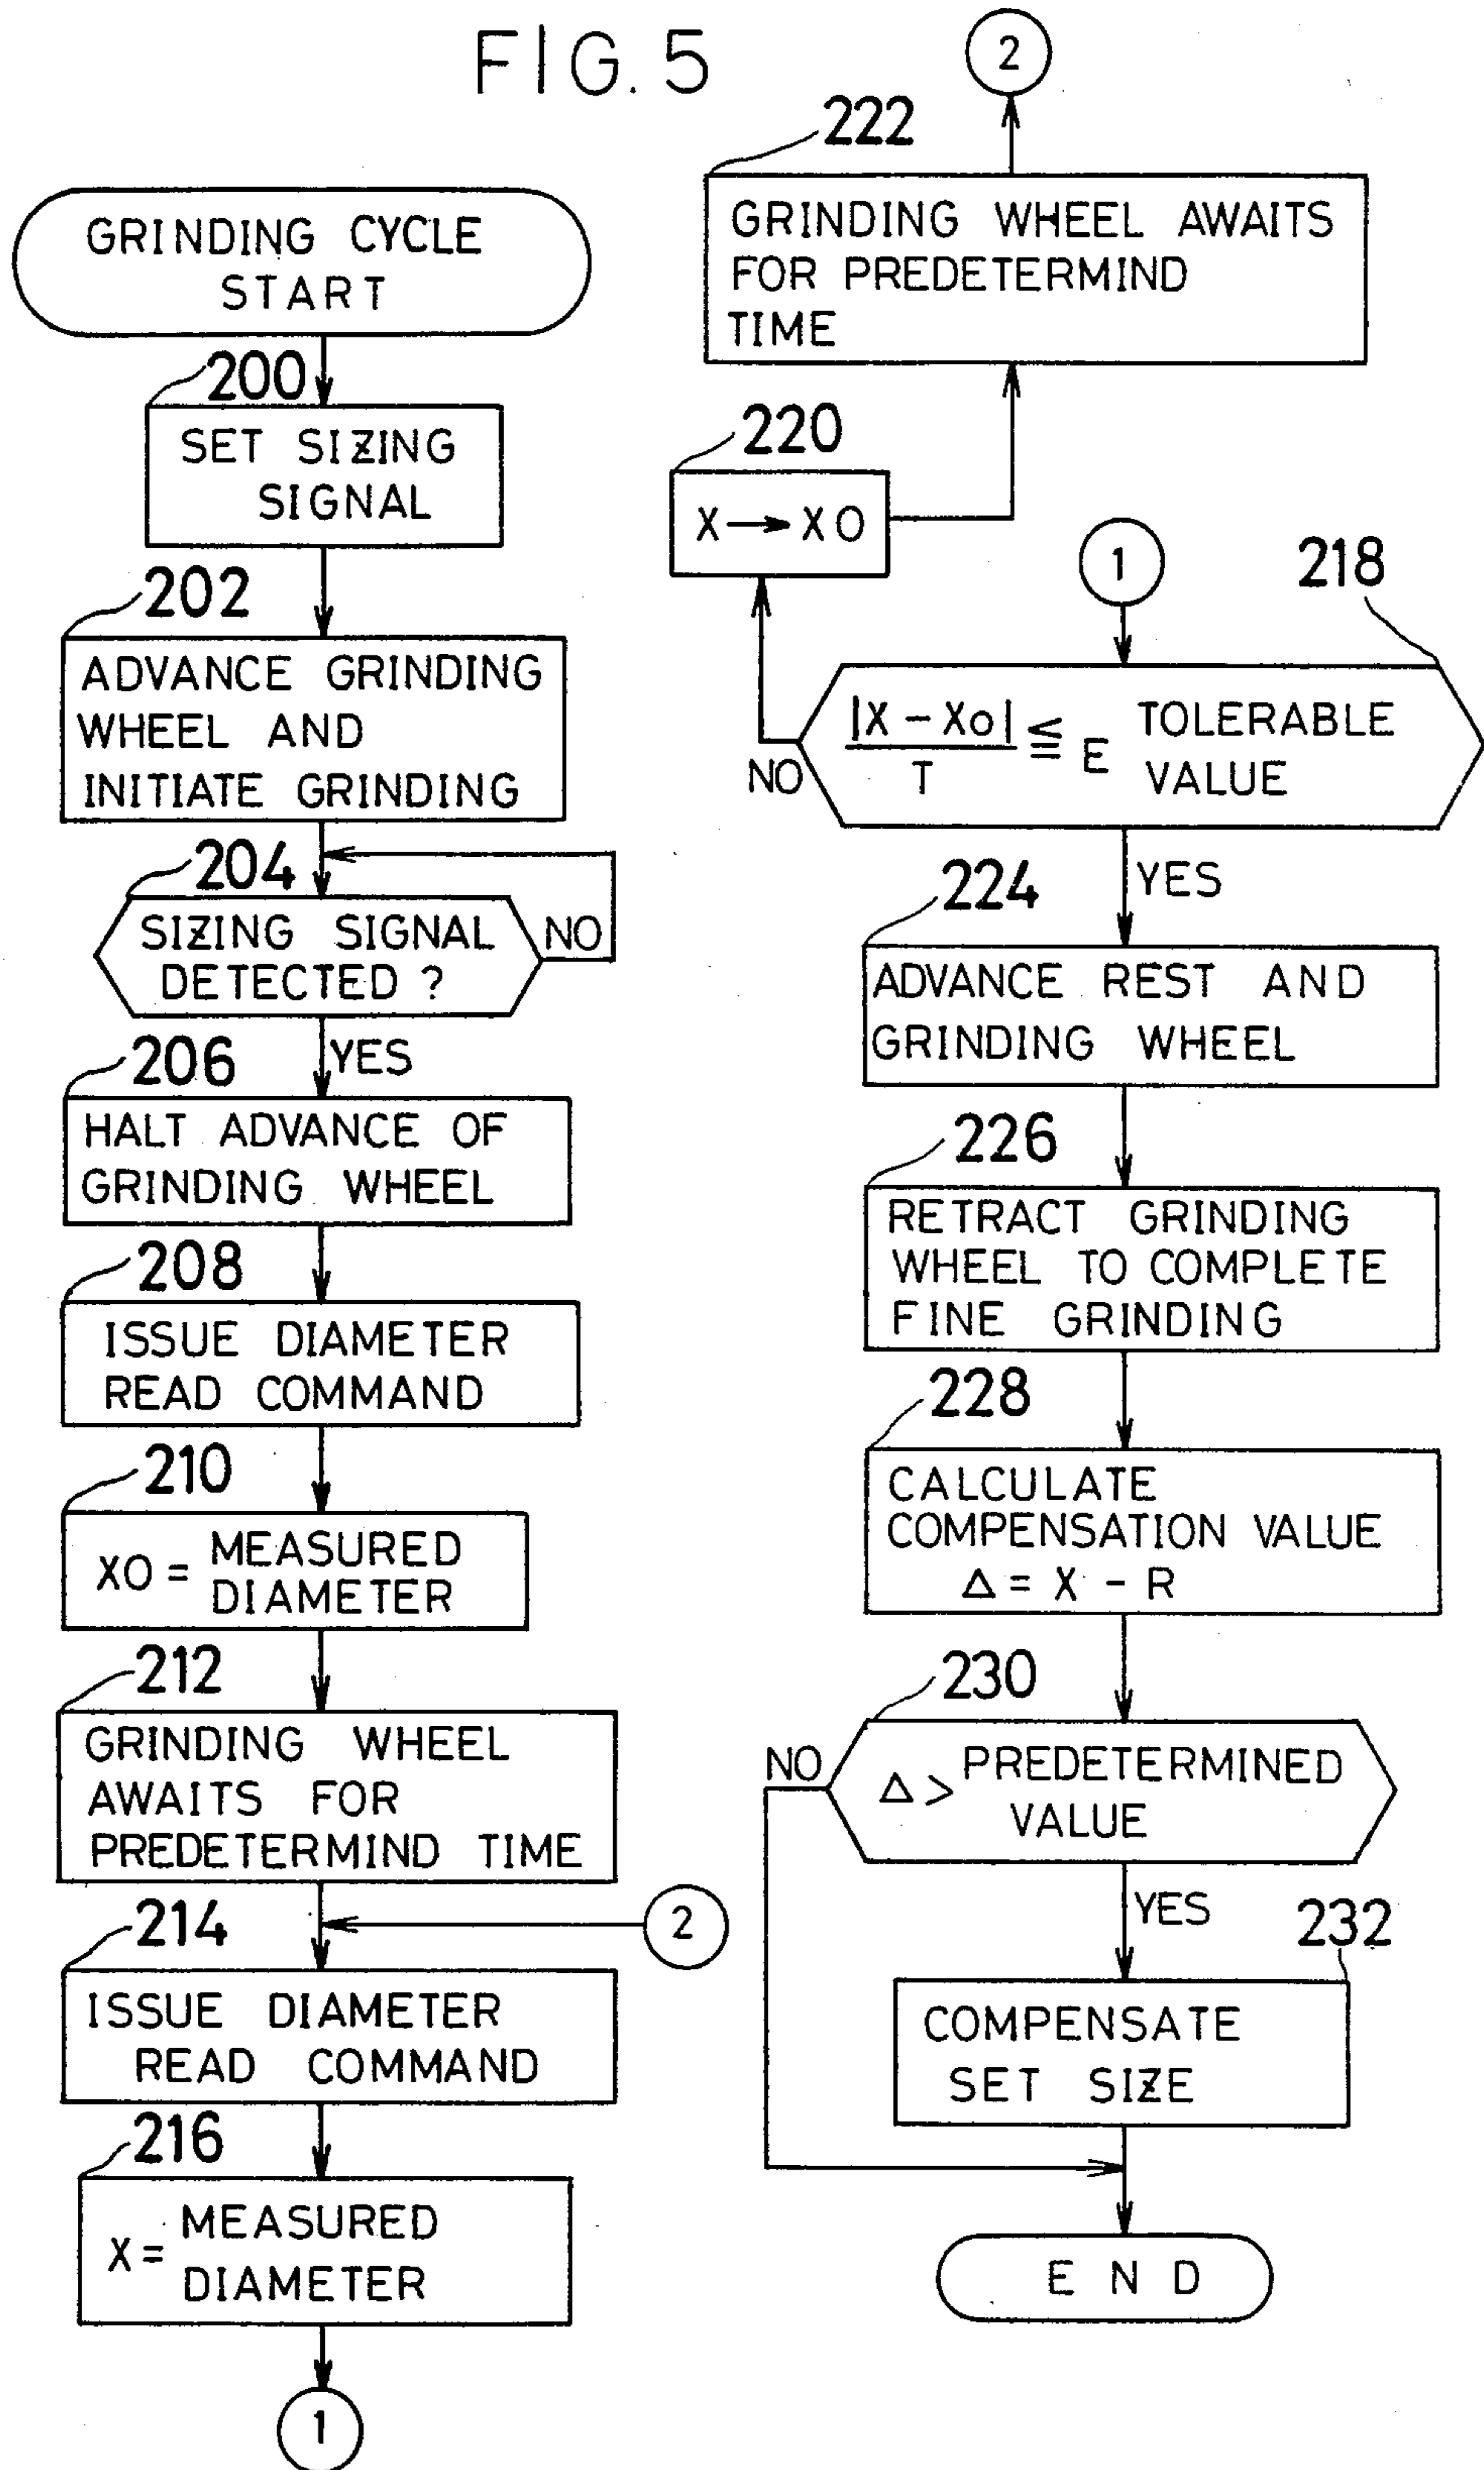 FIG. 5
GRINDING CYCLE
START
200
SET SIZING
SIGNAL
202
ADVANCE GRINDING
WHEEL AND
INITIATE GRINDING
204
SIZING SIGNAL
DETECTED ?
NO
YES
206
HALT ADVANCE OF
GRINDING WHEEL
208
ISSUE DIAMETER
READ COMMAND
210
XO = MEASURED
DIAMETER
212
GRINDING WHEEL
AWAITS FOR
PREDETERMIND TIME
2
214
ISSUE DIAMETER
READ COMMAND
216
X = MEASURED
DIAMETER
1
2
222
GRINDING WHEEL AWAITS
FOR PREDETERMIND
TIME
220
X → XO
1
218
|X - XO| / T ≦ E TOLERABLE
VALUE
NO
YES
224
ADVANCE REST AND
GRINDING WHEEL
226
RETRACT GRINDING
WHEEL TO COMPLETE
FINE GRINDING
228
CALCULATE
COMPENSATION VALUE
Δ = X - R
230
NO
Δ > PREDETERMINED
VALUE
YES
232
COMPENSATE
SET SIZE
END